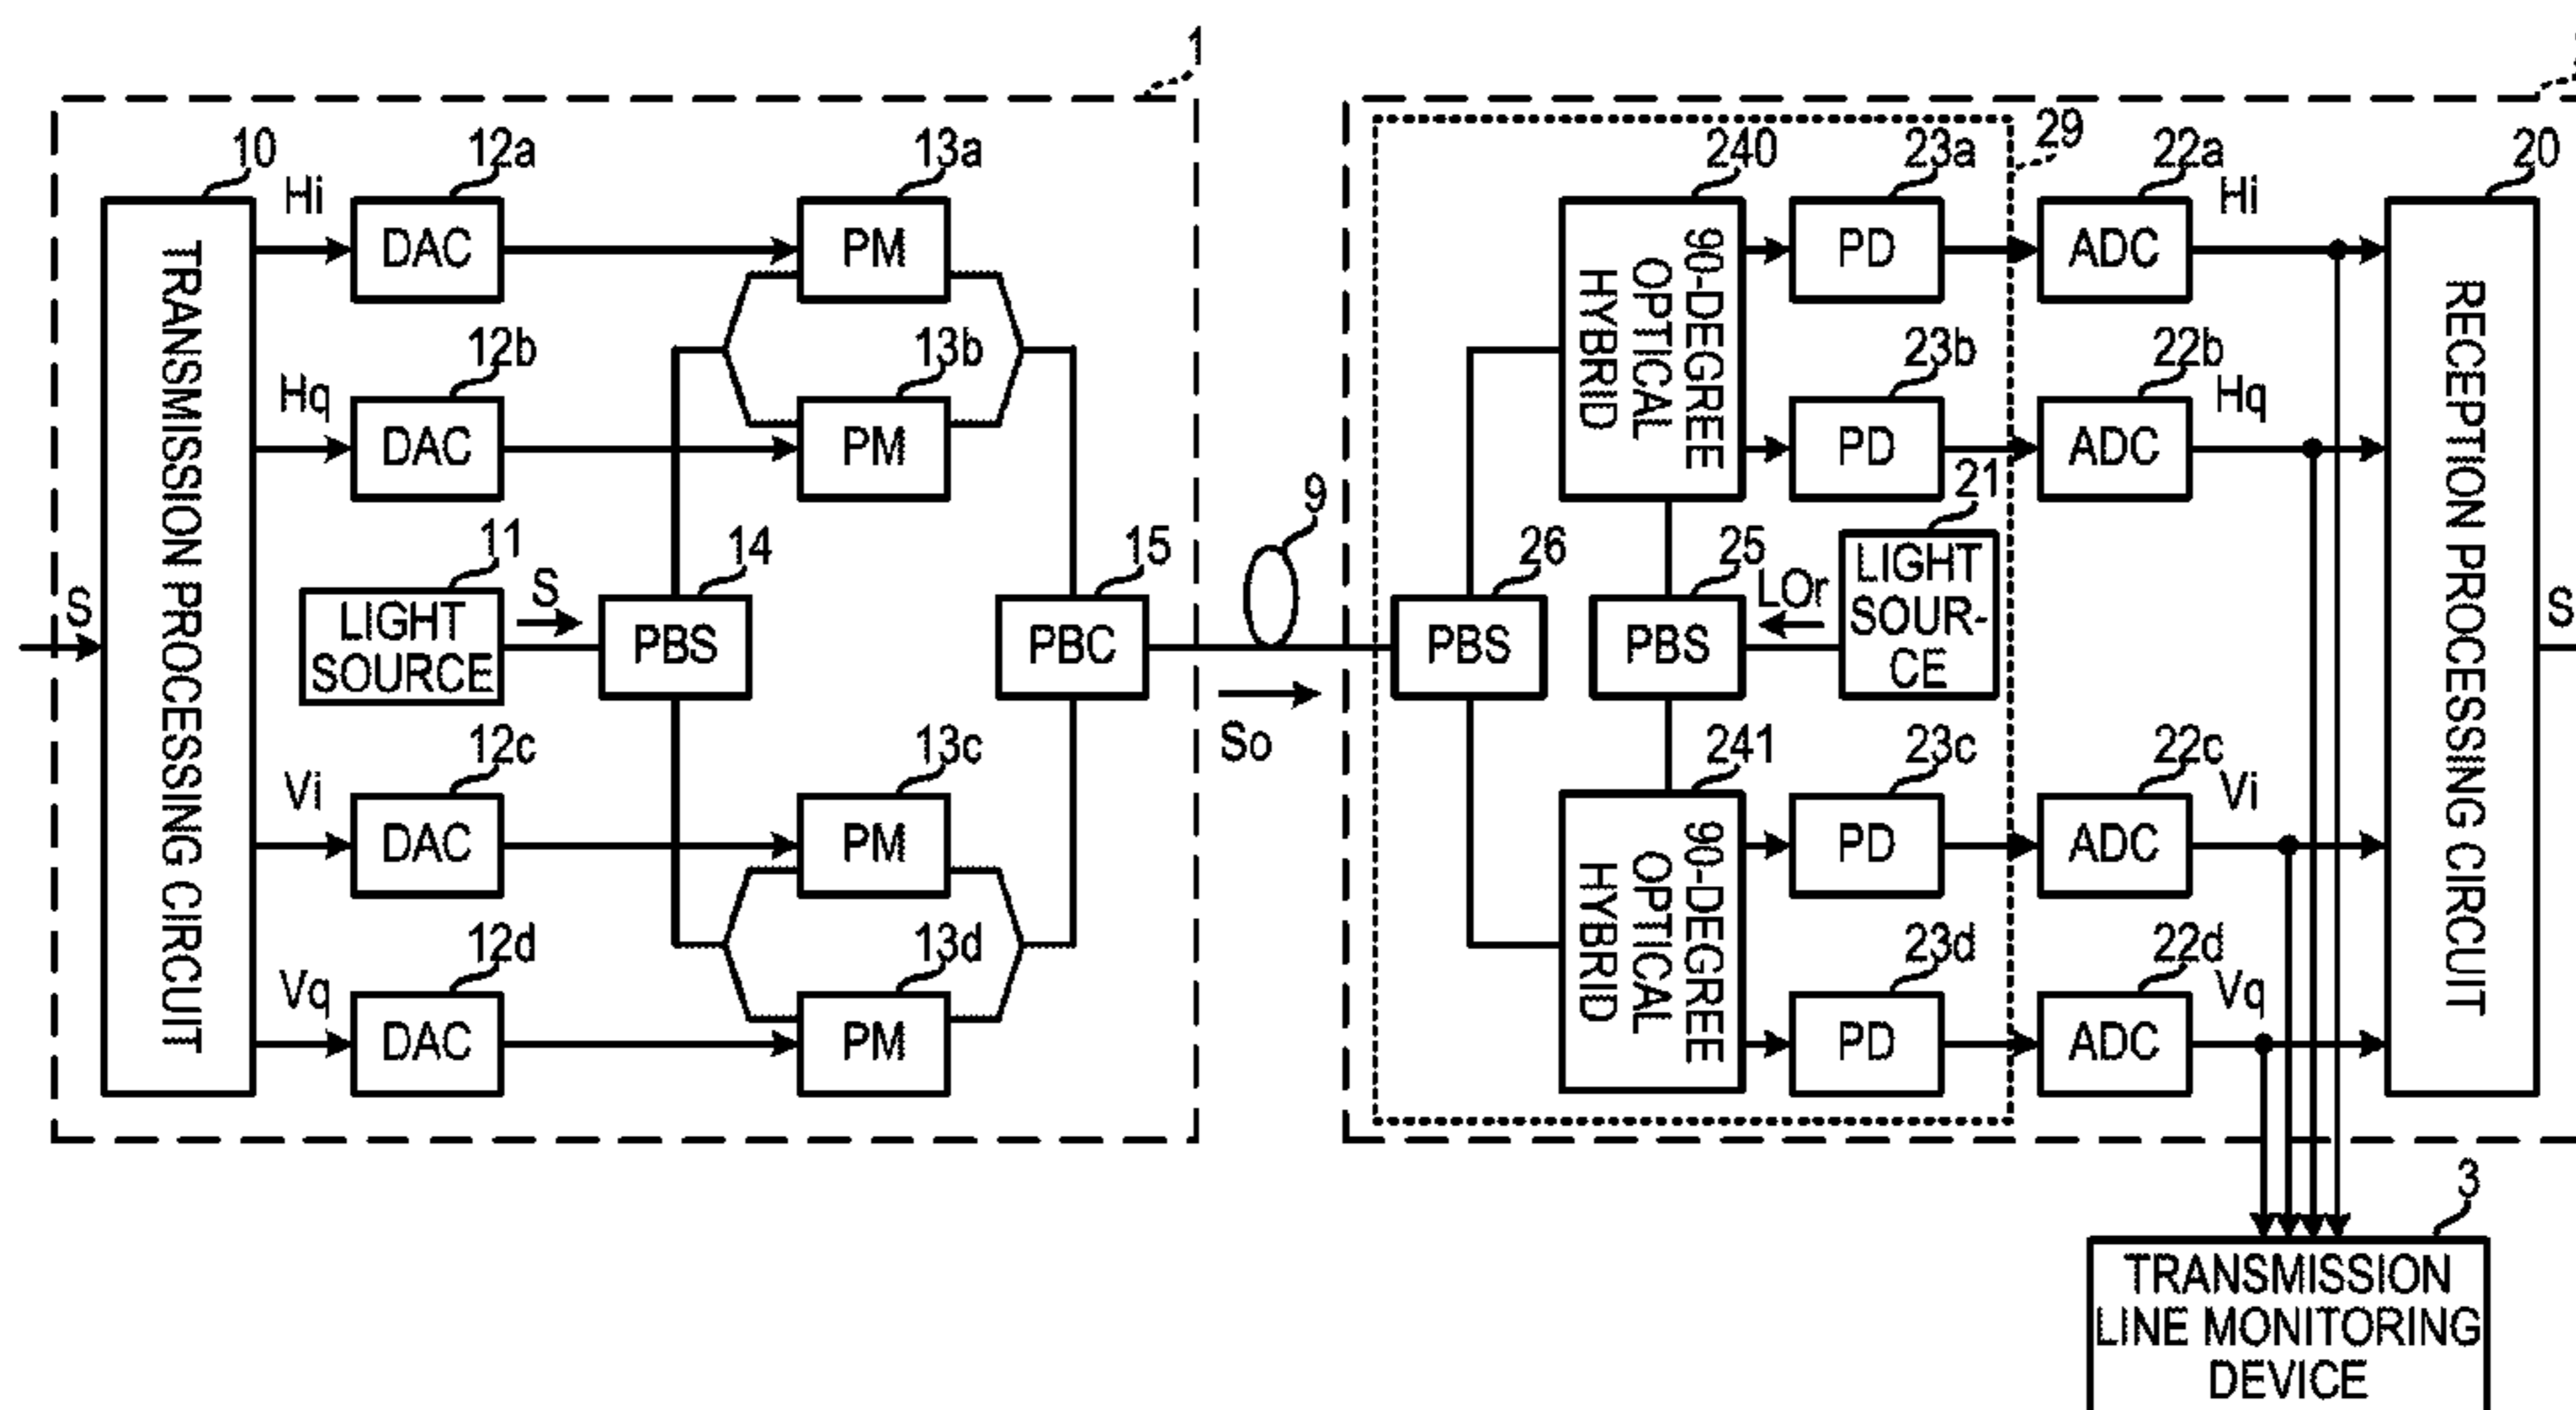 1
10
12a
13a
240
23a
29
22a
20
Hi
Hi
DAC
PM
90-DEGREE
OPTICAL
HYBRID
PD
ADC
TRANSMISSION PROCESSING CIRCUIT
RECEPTION PROCESSING CIRCUIT
12b
13b
23b
22b
Hq
Hq
DAC
PM
PD
ADC
11
14
15
9
26
25
21
S
S
LIGHT
SOURCE
PBS
PBC
PBS
PBS
LOr
LIGHT
SOUR-
CE
S
So
12c
13c
241
23c
22c
Vi
Vi
DAC
PM
90-DEGREE
OPTICAL
HYBRID
PD
ADC
12d
13d
23d
22d
Vq
Vq
DAC
PM
PD
ADC
3
TRANSMISSION
LINE MONITORING
DEVICE